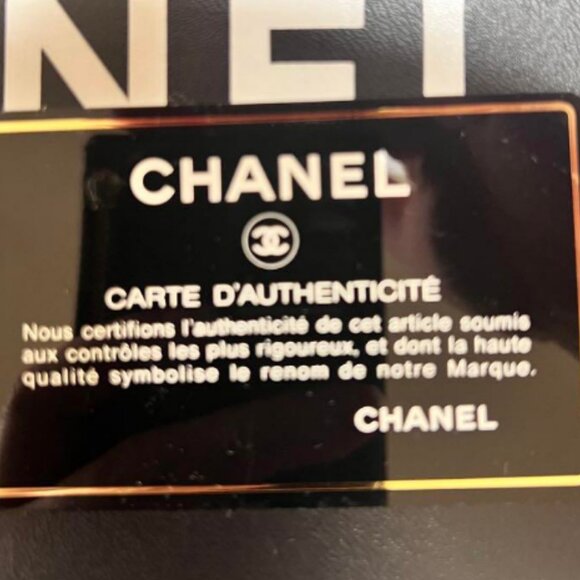 NEL
CHANEL
CARTE D'AUTHENTICITÉ
Nous certifions l'authenticité de cet article soumis
aux contrôles les plus rigoureux, et dont la haute
qualité symbolise le renom de notre Marque.
CHANEL